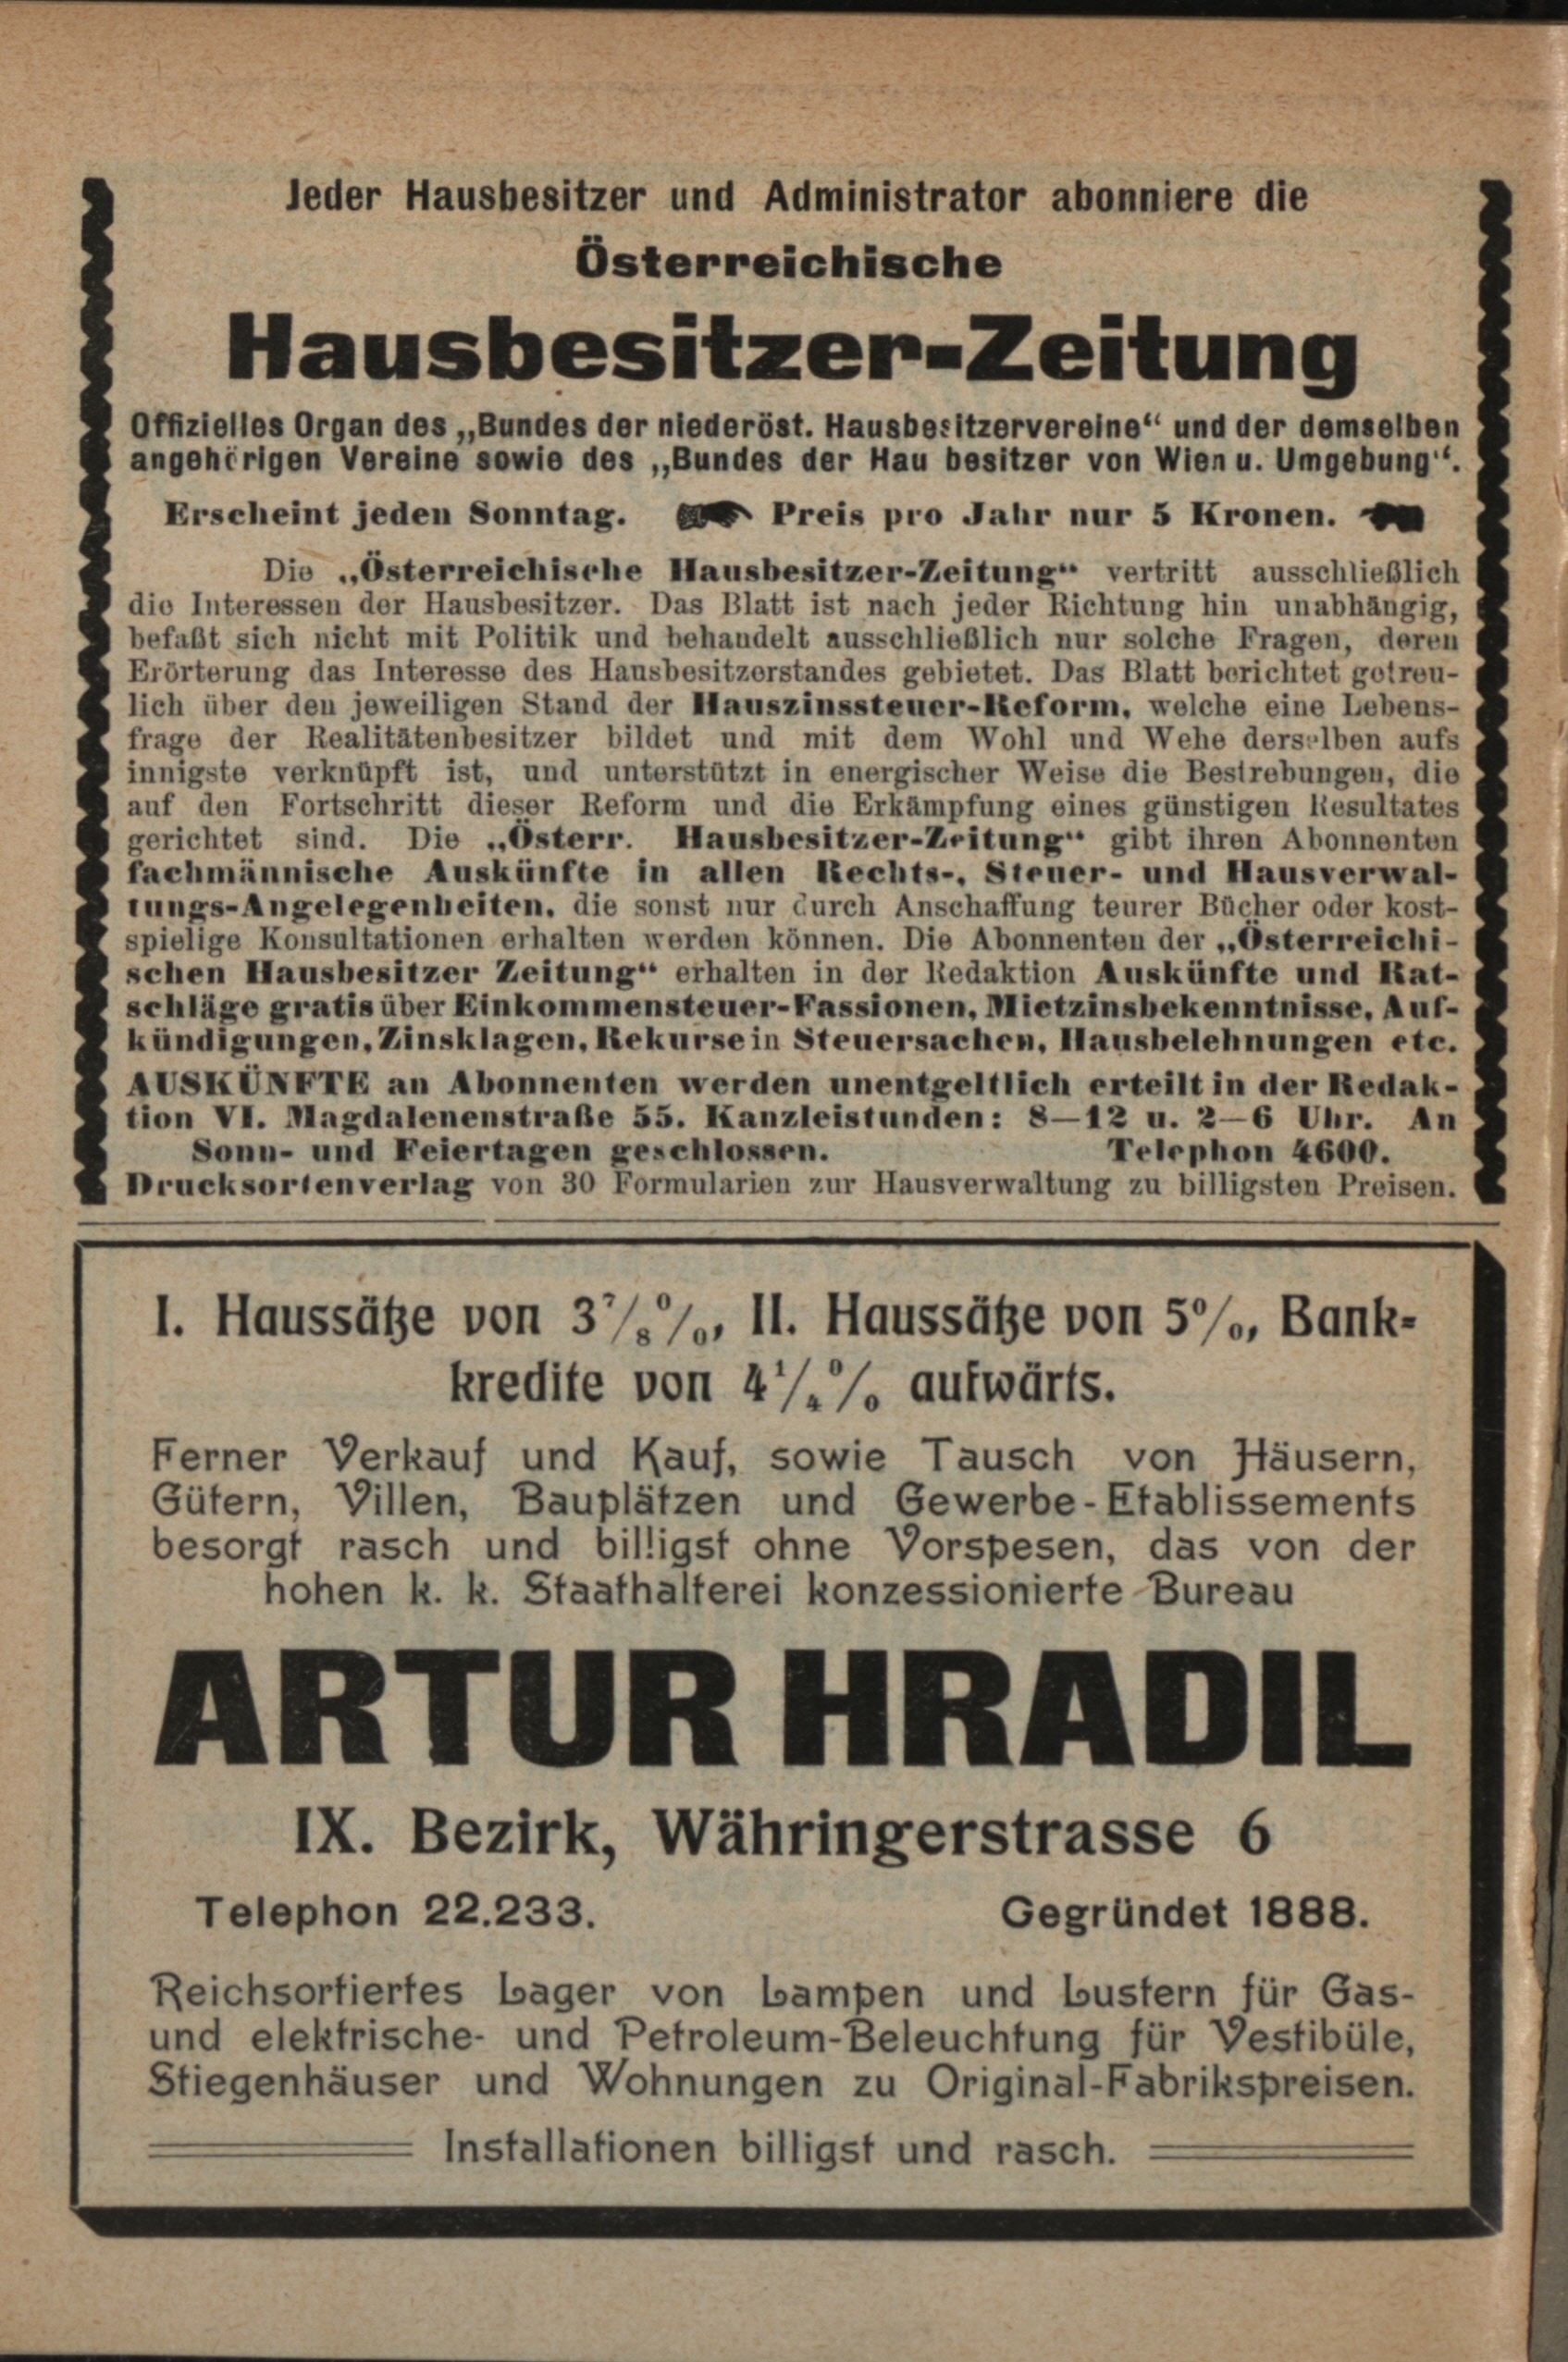 Jeder Hausbesitzer und Administrator abonniere die
Österreichische
Hausbesitzer-Zeitung
Offizielles Organ des „Bundes der niederöst. Hausbesitzervereine“ und der demselben
angehörigen Vereine sowie des „Bundes der Hau besitzer von Wien u. Umgebung“.
Erscheint jeden Sonntag. Preis pro Jahr nur 5 Kronen.
Die „Österreichische Hausbesitzer-Zeitung“ vertritt ausschließlich
die Interessen der Hausbesitzer. Das Blatt ist nach jeder Richtung hin unabhängig,
befaßt sich nicht mit Politik und behandelt ausschließlich nur solche Fragen, deren
Erörterung das Interesse des Hausbesitzerstandes gebietet. Das Blatt berichtet getreu-
lich über den jeweiligen Stand der Hauszinssteuer-Reform, welche eine Lebens-
frage der Realitätenbesitzer bildet und mit dem Wohl und Wehe derselben aufs
innigste verknüpft ist, und unterstützt in energischer Weise die Bestrebungen, die
auf den Fortschritt dieser Reform und die Erkämpfung eines günstigen Resultates
gerichtet sind. Die „Österr. Hausbesitzer-Zeitung“ gibt ihren Abonnenten
fachmännische Auskünfte in allen Rechts-, Steuer- und Hausverwal-
tungs-Angelegenheiten, die sonst nur durch Anschaffung teurer Bücher oder kost-
spielige Konsultationen erhalten werden können. Die Abonnenten der „Österreichi-
schen Hausbesitzer Zeitung“ erhalten in der Redaktion Auskünfte und Rat-
schläge gratis über Einkommensteuer-Fassionen, Mietzinsbekenntnisse, Auf-
kündigungen, Zinsklagen, Rekurse in Steuersachen, Hausbelehnungen etc.
AUSKÜNFTE an Abonnenten werden unentgeltlich erteilt in der Redak-
tion VI. Magdalenenstraße 55. Kanzleistunden: 8—12 u. 2—6 Uhr. An
Sonn- und Feiertagen geschlossen. Telephon 4600.
Drucksortenverlag von 30 Formularien zur Hausverwaltung zu billigsten Preisen.
I. Haussätze von 3⁷/₈⁰/₀, II. Haussätze von 5⁰/₀, Bank-
kredite von 4¹/₄⁰/₀ aufwärts.
Ferner Verkauf und Kauf, sowie Tausch von Häusern,
Gütern, Villen, Bauplätzen und Gewerbe-Etablissements
besorgt rasch und billigst ohne Vorspesen, das von der
hohen k. k. Staathalterei konzessionierte Bureau
ARTUR HRADIL
IX. Bezirk, Währingerstrasse 6
Telephon 22.233. Gegründet 1888.
Reichsortiertes Lager von Lampen und Lustern für Gas-
und elektrische- und Petroleum-Beleuchtung für Vestibüle,
Stiegenhäuser und Wohnungen zu Original-Fabrikspreisen.
Installationen billigst und rasch.